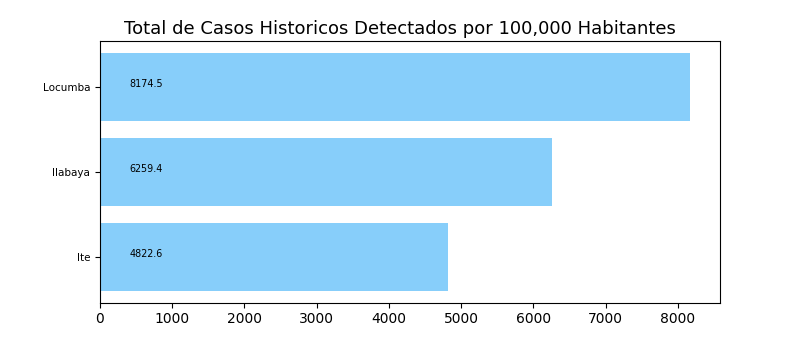 Total de Casos Historicos Detectados por 100,000 Habitantes
Locumba 8174.5
Ilabaya 6259.4
Ite 4822.6
0 1000 2000 3000 4000 5000 6000 7000 8000